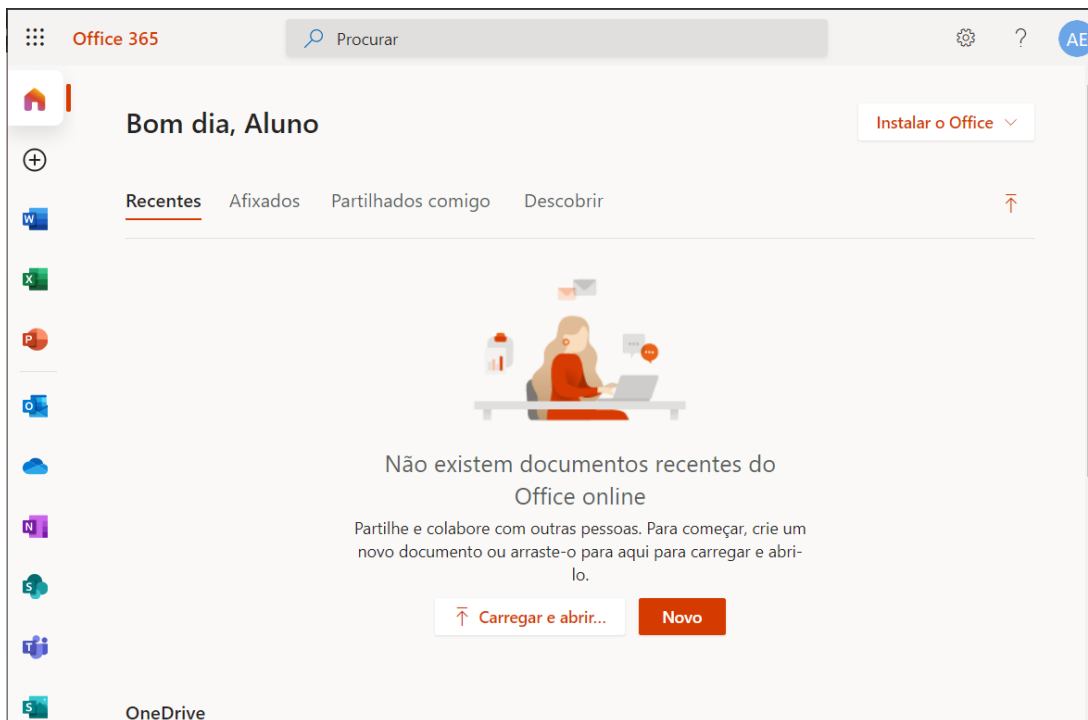 Office 365
Procurar
AE
Bom dia, Aluno
Instalar o Office
Recentes Afixados Partilhados comigo Descobrir
W
X
P
O
N
S
T
S
Não existem documentos recentes do
Office online
Partilhe e colabore com outras pessoas. Para começar, crie um
novo documento ou arraste-o para aqui para carregar e abri-
lo.
Carregar e abrir... Novo
OneDrive